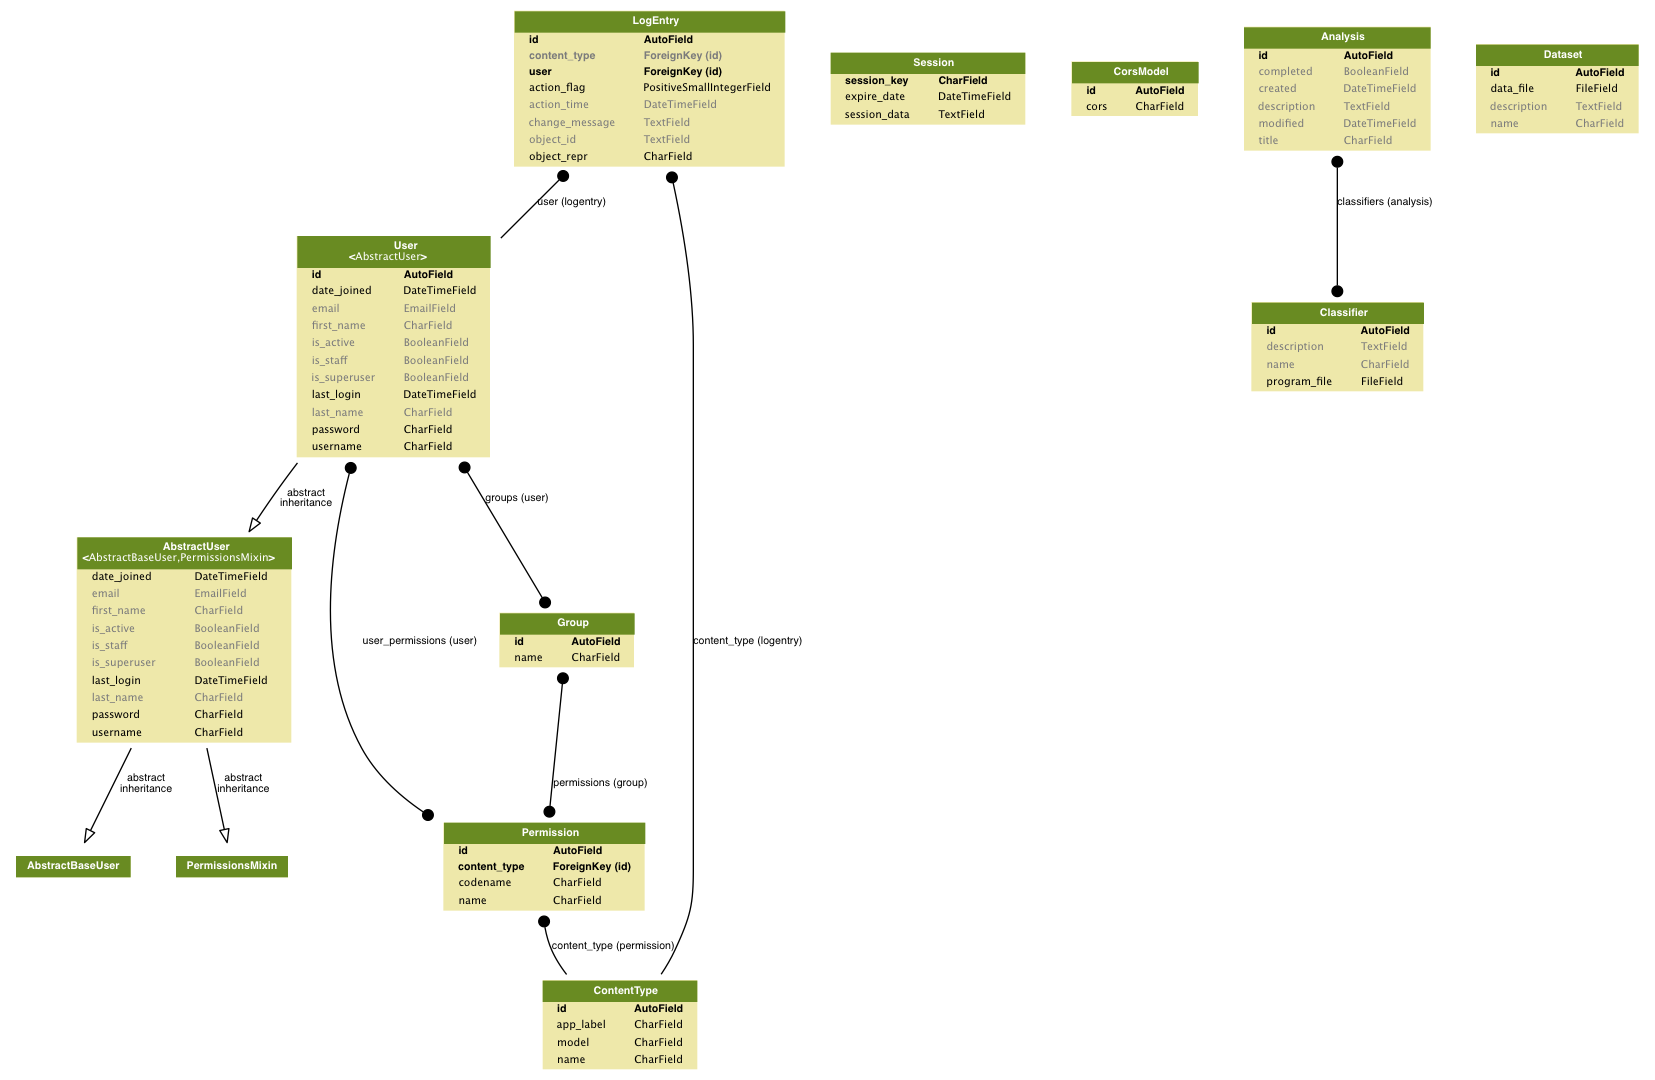 LogEntry
id AutoField
content_type ForeignKey (id)
user ForeignKey (id)
action_flag PositiveSmallIntegerField
action_time DateTimeField
change_message TextField
object_id TextField
object_repr CharField
Session
session_key CharField
expire_date DateTimeField
session_data TextField
CorsModel
id AutoField
cors CharField
Analysis
id AutoField
completed BooleanField
created DateTimeField
description TextField
modified DateTimeField
title CharField
Dataset
id AutoField
data_file FileField
description TextField
name CharField
user (logentry)
classifiers (analysis)
User
<AbstractUser>
id AutoField
date_joined DateTimeField
email EmailField
first_name CharField
is_active BooleanField
is_staff BooleanField
is_superuser BooleanField
last_login DateTimeField
last_name CharField
password CharField
username CharField
Classifier
id AutoField
description TextField
name CharField
program_file FileField
abstract
inheritance
groups (user)
AbstractUser
<AbstractBaseUser,PermissionsMixin>
date_joined DateTimeField
email EmailField
first_name CharField
is_active BooleanField
is_staff BooleanField
is_superuser BooleanField
last_login DateTimeField
last_name CharField
password CharField
username CharField
user_permissions (user)
Group
id AutoField
name CharField
content_type (logentry)
abstract
inheritance
abstract
inheritance
permissions (group)
AbstractBaseUser
PermissionsMixin
Permission
id AutoField
content_type ForeignKey (id)
codename CharField
name CharField
content_type (permission)
ContentType
id AutoField
app_label CharField
model CharField
name CharField